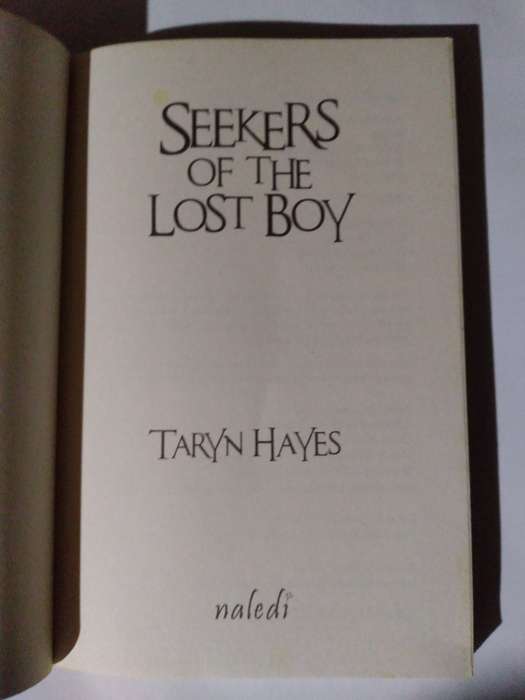 SEEKERS
OF THE
LOST BOY
TARYN HAYES
naledi